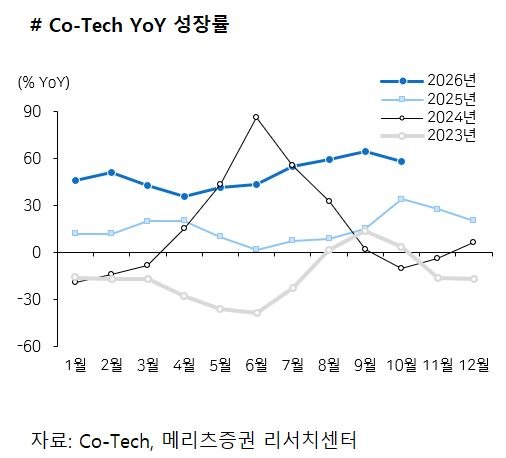 # Co-Tech YoY 성장률
(% YoY)
2026년
2025년
2024년
2023년
90
60
30
0
-30
-60
1월 2월 3월 4월 5월 6월 7월 8월 9월 10월 11월 12월
자료: Co-Tech, 메리츠증권 리서치센터